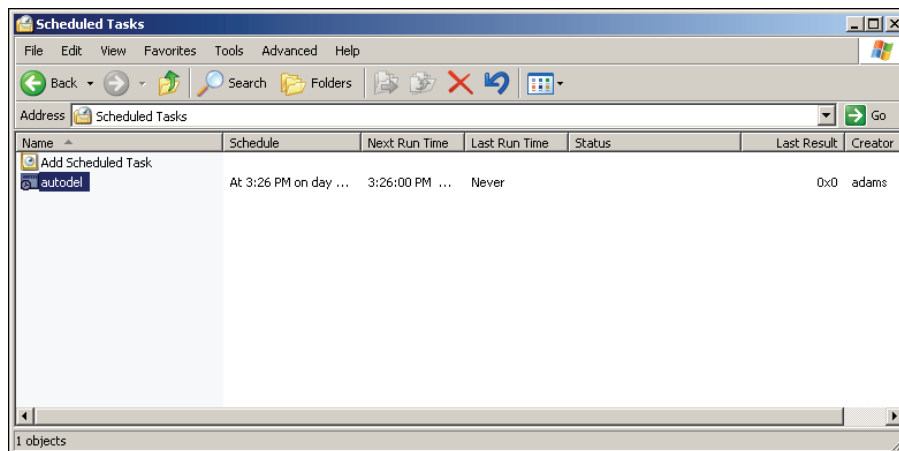 Scheduled Tasks
File Edit View Favorites Tools Advanced Help
Back Search Folders
Address Scheduled Tasks Go
Name Schedule Next Run Time Last Run Time Status Last Result Creator
Add Scheduled Task
autodel At 3:26 PM on day ... 3:26:00 PM ... Never 0x0 adams
1 objects